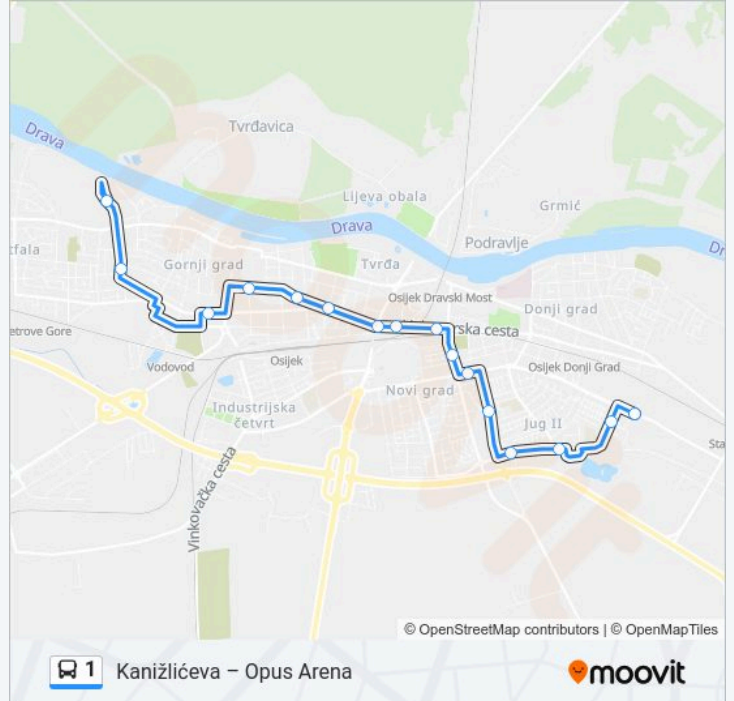 Drava
Tvrđavica
Lijeva obala
Grmić
Drava
Podravlje
Dr
tfala
Gornji grad
Tvrđa
Osijek Dravski Most
Donji grad
etrove Gore
rska cesta
Vodovod
Osijek
Osijek Donji Grad
Novi grad
Industrijska
četvrt
Jug II
Sta
Vinkovačka cesta
© OpenStreetMap contributors | © OpenMapTiles
1 Kanižlićeva – Opus Arena
moovit